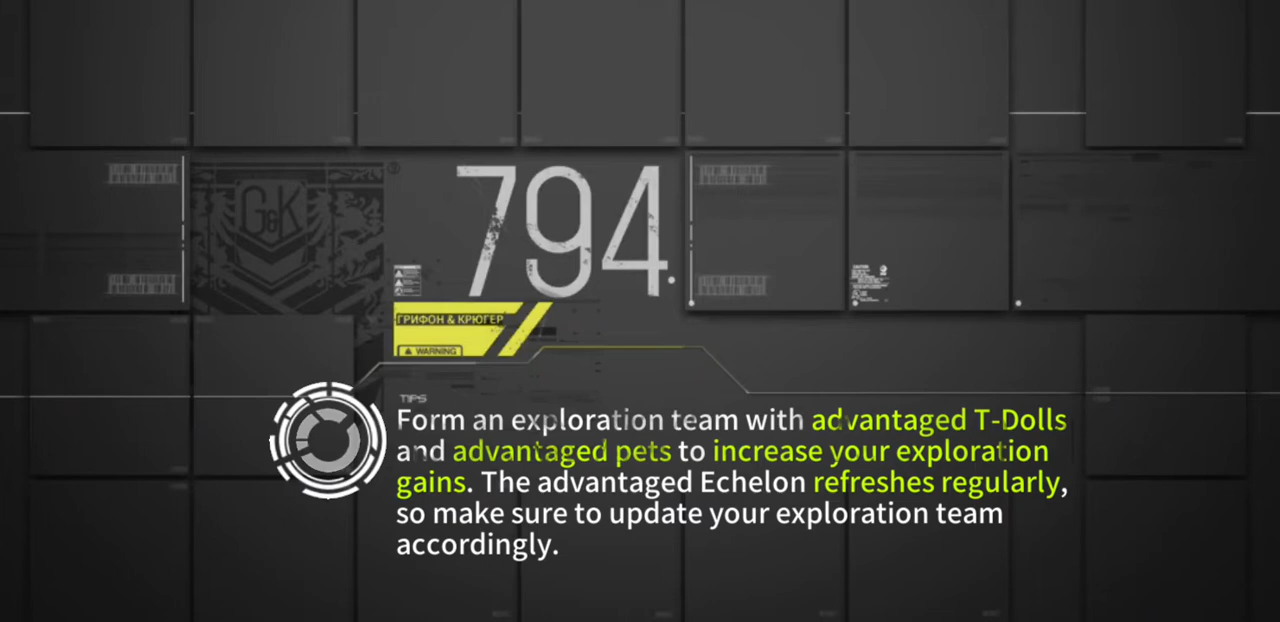 G&K
794.
ГРИФОН & КРЮГЕР
WARNING
TIPS
Form an exploration team with advantaged T-Dolls
and advantaged pets to increase your exploration
gains. The advantaged Echelon refreshes regularly,
so make sure to update your exploration team
accordingly.